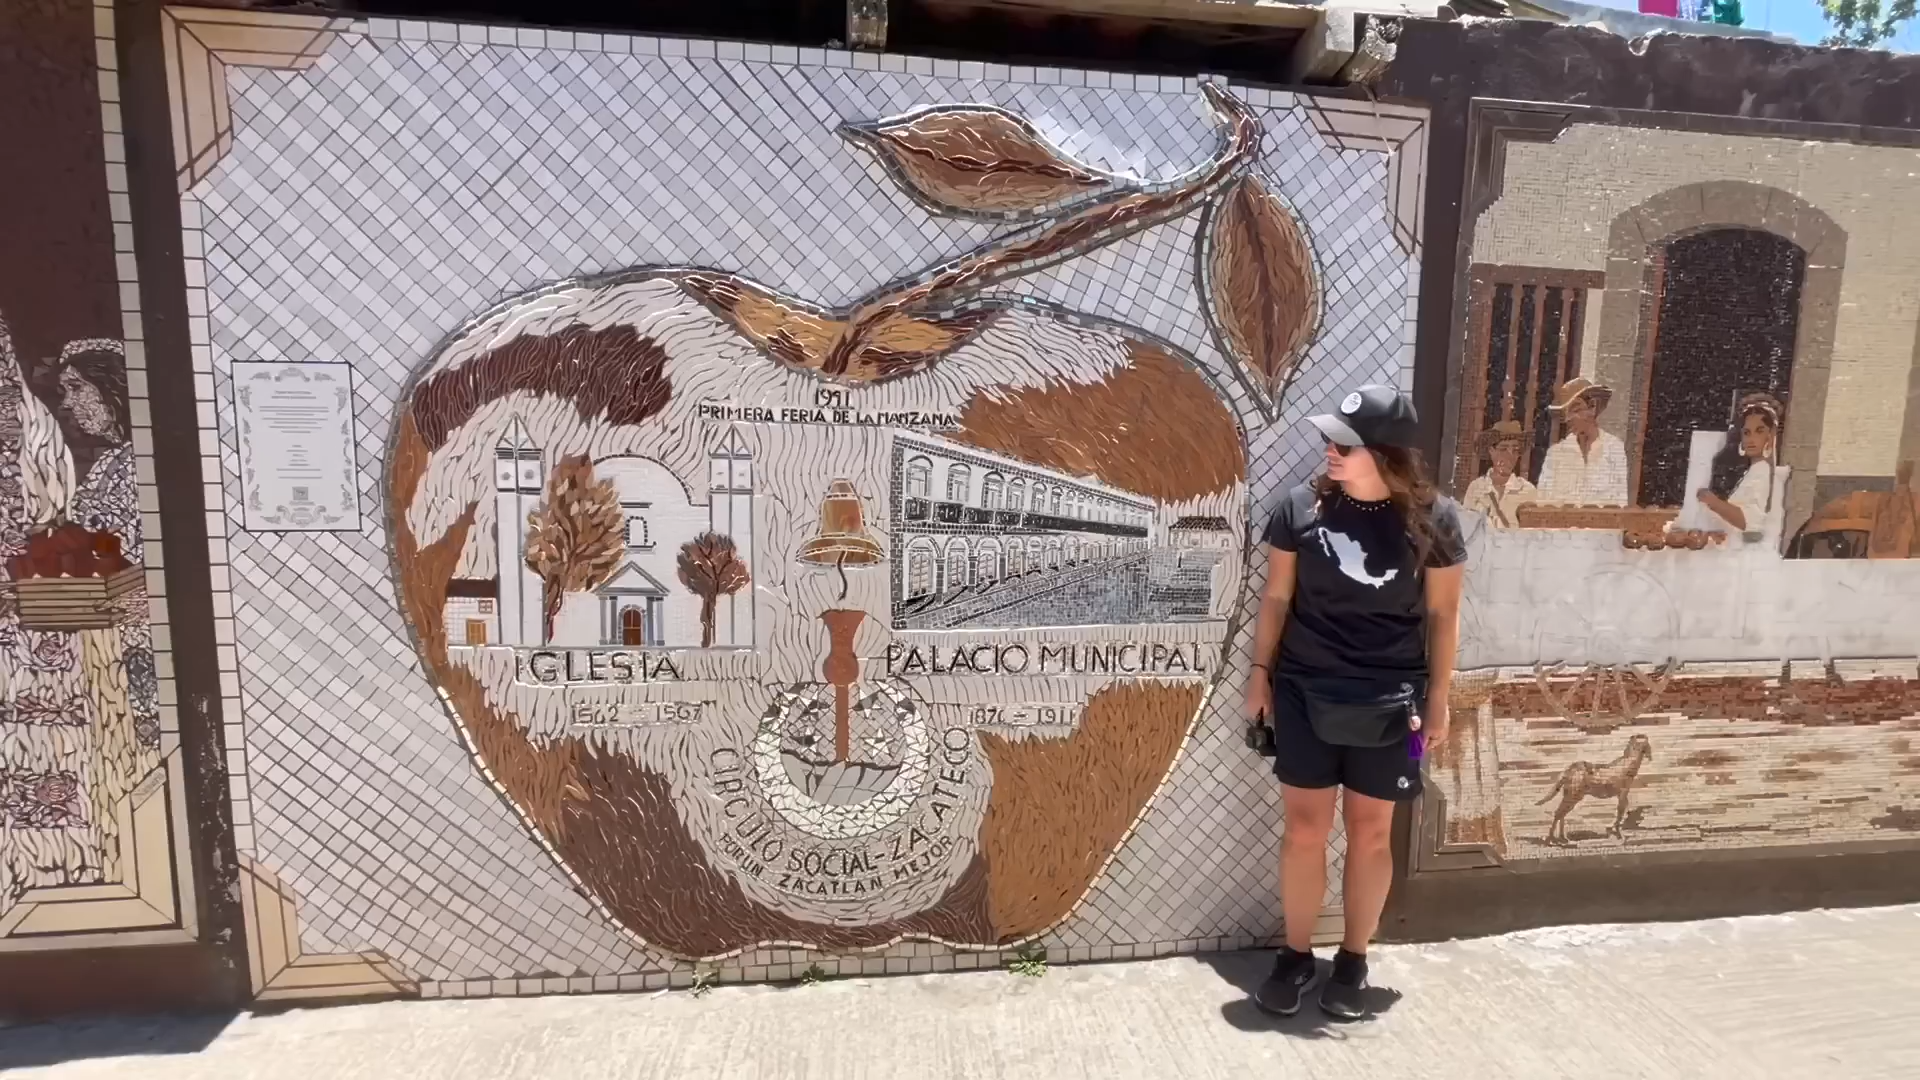 1941
PRIMERA FERIA DE LA MANZANA
IGLESIA
1562 - 1567
PALACIO MUNICIPAL
1876 - 1911
CIRCULO SOCIAL-ZACATECO
POR UN ZACATLAN MEJOR